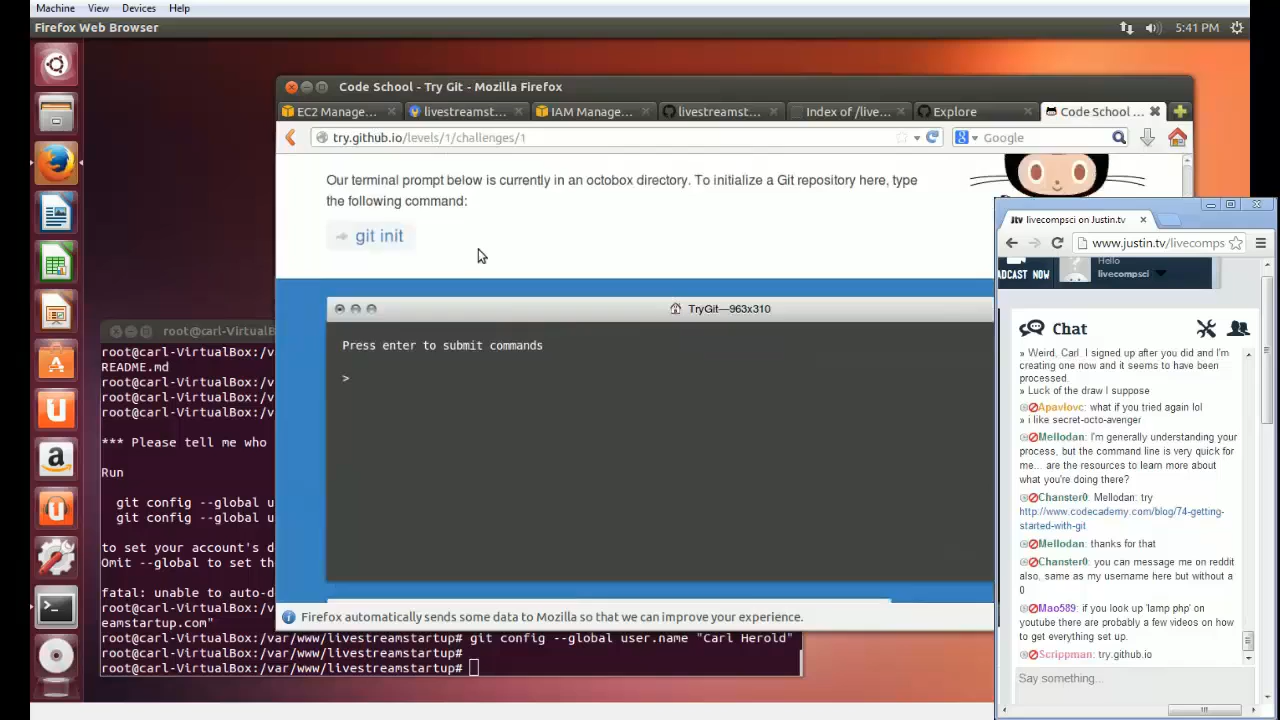 Machine View Devices Help
Firefox Web Browser
5:41 PM
Code School - Try Git - Mozilla Firefox
EC2 Manage...
livestreamst...
IAM Manage...
livestreamst...
Index of /live...
Explore
Code School ...
try.github.io/levels/1/challenges/1
Google
Our terminal prompt below is currently in an octobox directory. To initialize a Git repository here, type
the following command:
git init
TryGit—963x310
Press enter to submit commands
>
Firefox automatically sends some data to Mozilla so that we can improve your experience.
root@carl-VirtualB
root@carl-VirtualBox:/v
README.md
root@carl-VirtualBox:/v
root@carl-VirtualBox:/v
root@carl-VirtualBox:/v
*** Please tell me who
Run
git config --global u
git config --global u
to set your account's d
Omit --global to set th
fatal: unable to auto-d
root@carl-VirtualBox:/v
eamstartup.com"
root@carl-VirtualBox:/var/www/livestreamstartup# git config --global user.name "Carl Herold"
root@carl-VirtualBox:/var/www/livestreamstartup#
root@carl-VirtualBox:/var/www/livestreamstartup#
livecompsci on Justin.tv
www.justin.tv/livecomps
ADCAST NOW
Hello
livecompsci
Chat
» Weird, Carl. I signed up after you did and I'm
creating one now and it seems to have been
processed.
» Luck of the draw I suppose
Apavlovc: what if you tried again lol
» i like secret-octo-avenger
Mellodan: I'm generally understanding your
process, but the command line is very quick for
me... are the resources to learn more about
what you're doing there?
Chanster0: Mellodan: try
http://www.codecademy.com/blog/74-getting-
started-with-git
Mellodan: thanks for that
Chanster0: you can message me on reddit
also, same as my username here but without a
0
Mao589: if you look up 'lamp php' on
youtube there are probably a few videos on how
to get everything set up.
Scrippman: try.github.io
Say something...